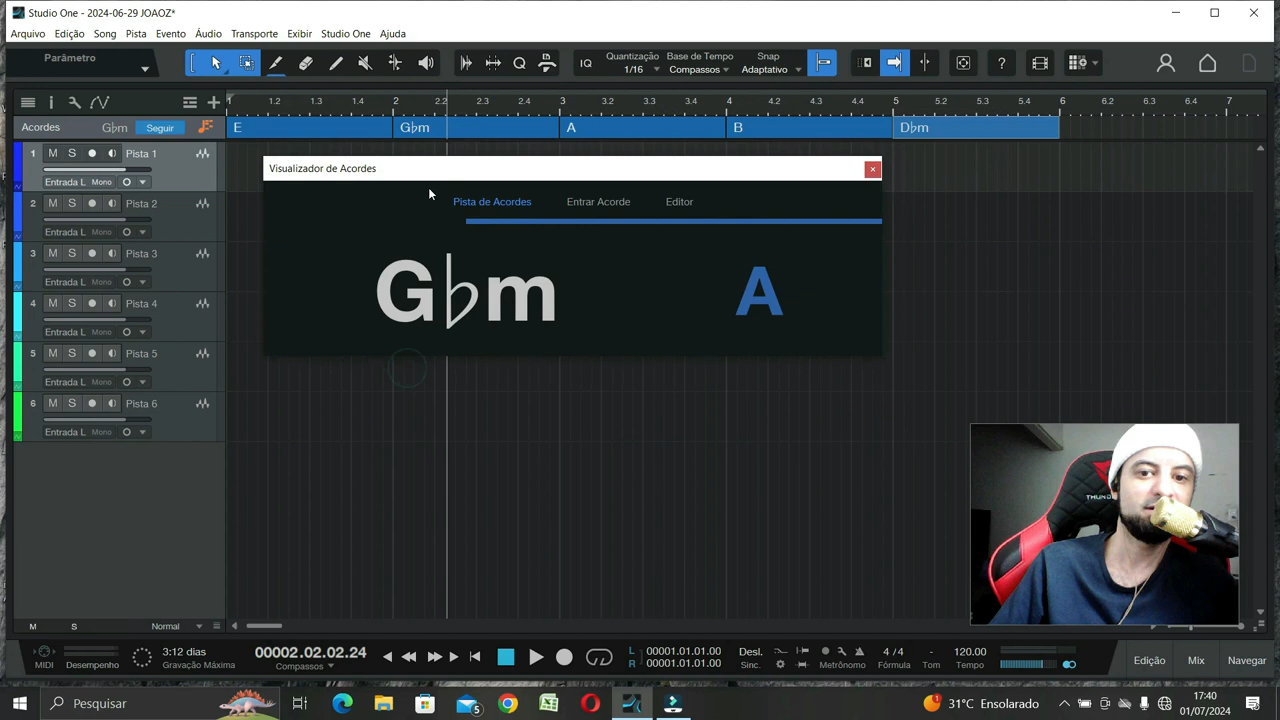 Studio One - 2024-06-29 JOAOZ*
Arquivo Edição Song Pista Evento Áudio Transporte Exibir Studio One Ajuda
Parâmetro
IQ
Quantização
1/16
Base de Tempo
Compassos
Snap
Adaptativo
?
1 1.2 1.3 1.4 2 2.2 2.3 2.4 3 3.2 3.3 3.4 4 4.2 4.3 4.4 5 5.2 5.3 5.4 6 6.2 6.3 6.4 7
Acordes G♭m Seguir
E G♭m A B D♭m
1 M S Pista 1
Entrada L Mono
2 M S Pista 2
Entrada L Mono
3 M S Pista 3
Entrada L Mono
4 M S Pista 4
Entrada L Mono
5 M S Pista 5
Entrada L Mono
6 M S Pista 6
Entrada L Mono
Visualizador de Acordes
Pista de Acordes Entrar Acorde Editor
G♭m A
M S Normal
MIDI
Desempenho
3:12 dias
Gravação Máxima
00002.02.02.24
Compassos
L 00001.01.01.00
R 00001.01.01.00
Desl.
Sinc.
-
Metrônomo
4 / 4
Fórmula
-
Tom
120.00
Tempo
Edição Mix Navegar
Pesquisar
5
31°C Ensolarado
17:40
01/07/2024